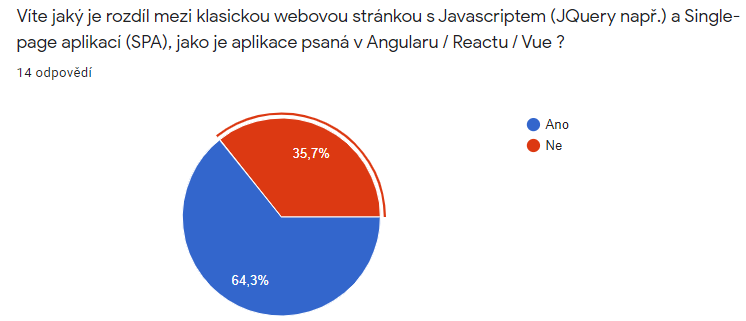 Víte jaký je rozdíl mezi klasickou webovou stránkou s Javascriptem (JQuery např.) a Single-
page aplikací (SPA), jako je aplikace psaná v Angularu / Reactu / Vue ?
14 odpovědí
Ano
Ne
35,7%
64,3%